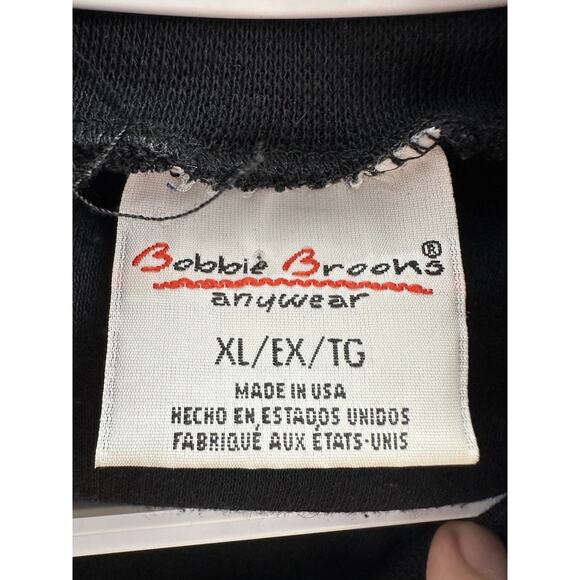 Bobbie Brooks®
anywear
XL/EX/TG
MADE IN USA
HECHO EN ESTADOS UNIDOS
FABRIQUÉ AUX ÉTATS-UNIS